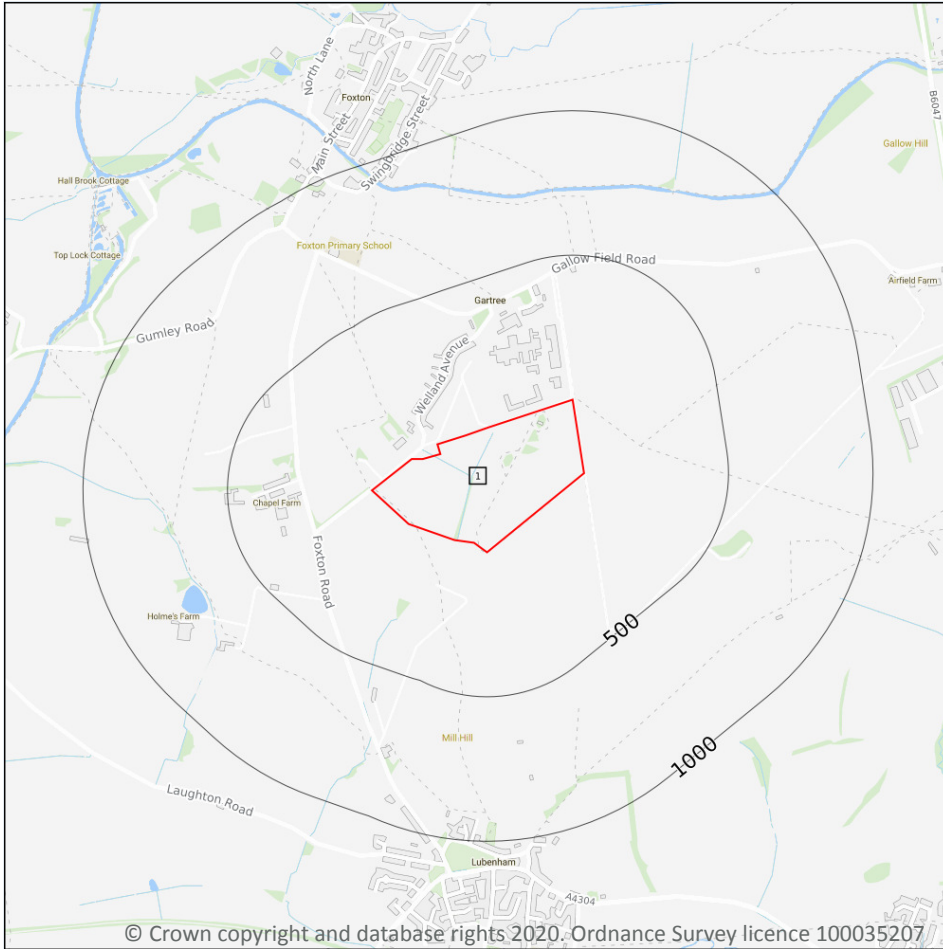 North Lane
Foxton
Main Street
Swingbridge Street
B6047
Gallow Hill
Hall Brook Cottage
Top Lock Cottage
Foxton Primary School
Gallow Field Road
Airfield Farm
Gartree
Gumley Road
Welland Avenue
1
Chapel Farm
Foxton Road
Holme's Farm
500
Mill Hill
1000
Laughton Road
Lubenham
A4304
© Crown copyright and database rights 2020. Ordnance Survey licence 100035207.